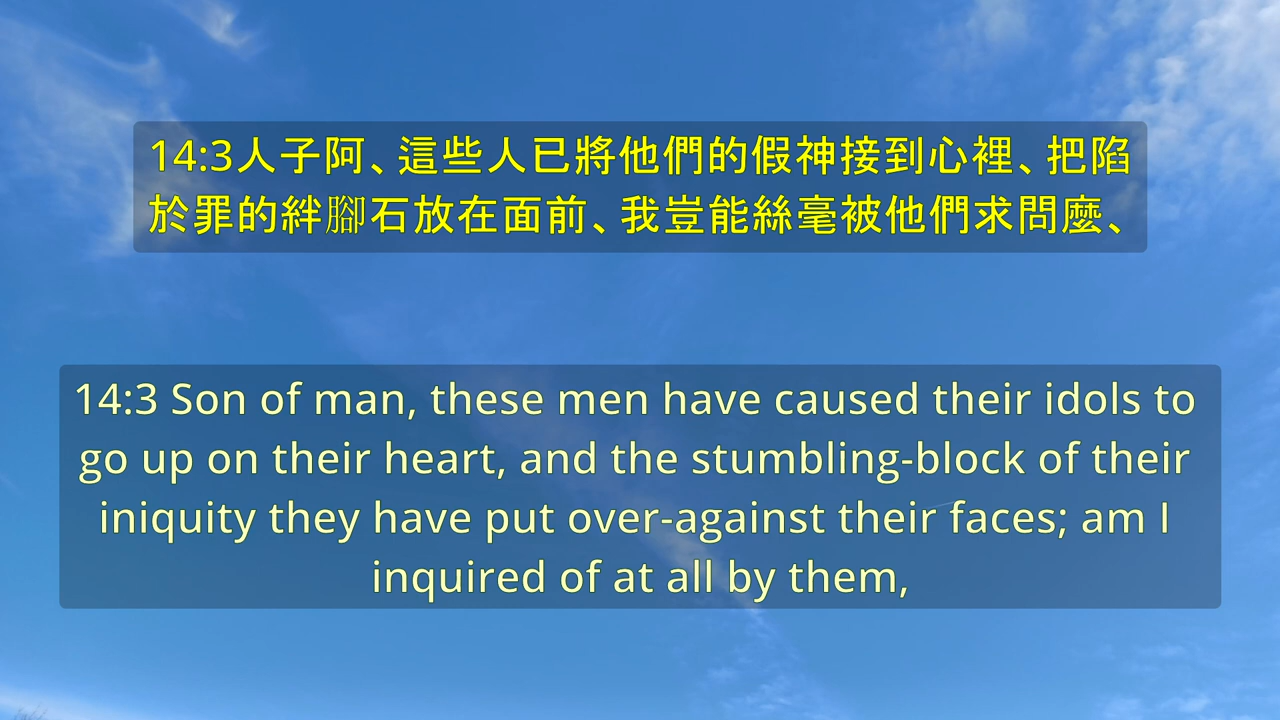 14:3人子阿、這些人已將他們的假神接到心裡、把陷
於罪的絆腳石放在面前、我豈能絲毫被他們求問麼、
14:3 Son of man, these men have caused their idols to
go up on their heart, and the stumbling-block of their
iniquity they have put over-against their faces; am I
inquired of at all by them,